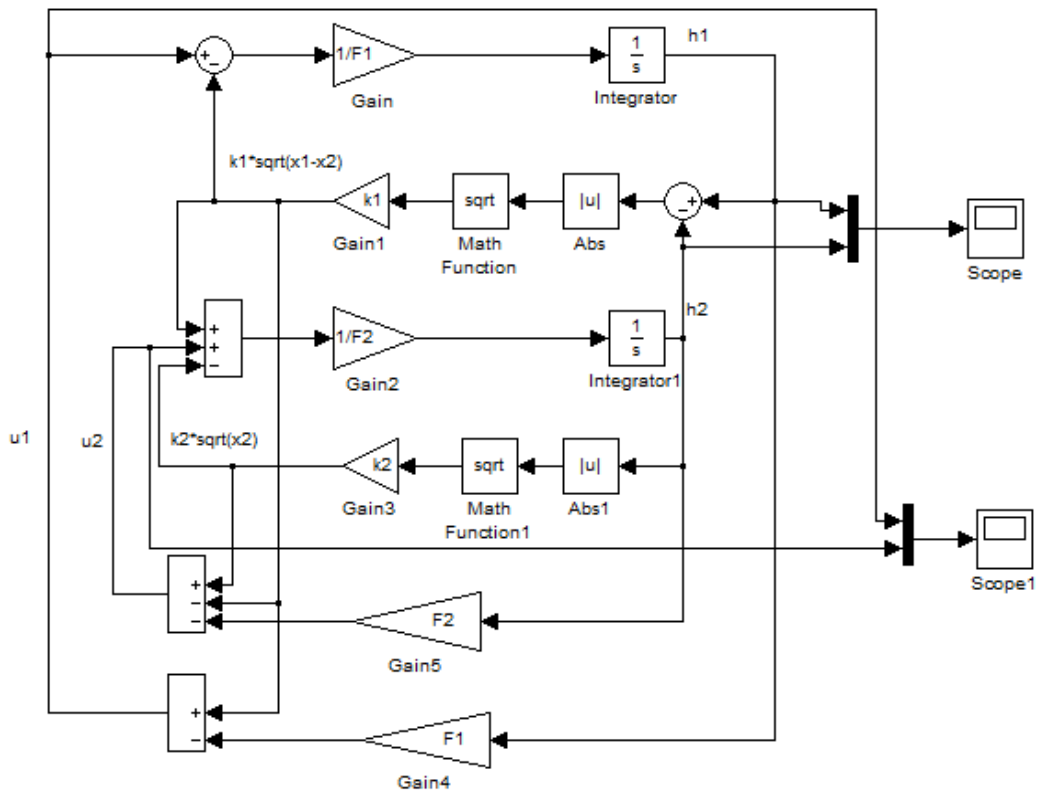 +
−
1/F1
Gain
1
s
Integrator
h1
k1*sqrt(x1-x2)
k1
Gain1
sqrt
Math
Function
|u|
Abs
−
+
Scope
+
+
−
1/F2
Gain2
1
s
Integrator1
h2
u1
u2
k2*sqrt(x2)
k2
Gain3
sqrt
Math
Function1
|u|
Abs1
Scope1
+
−
−
F2
Gain5
+
−
F1
Gain4